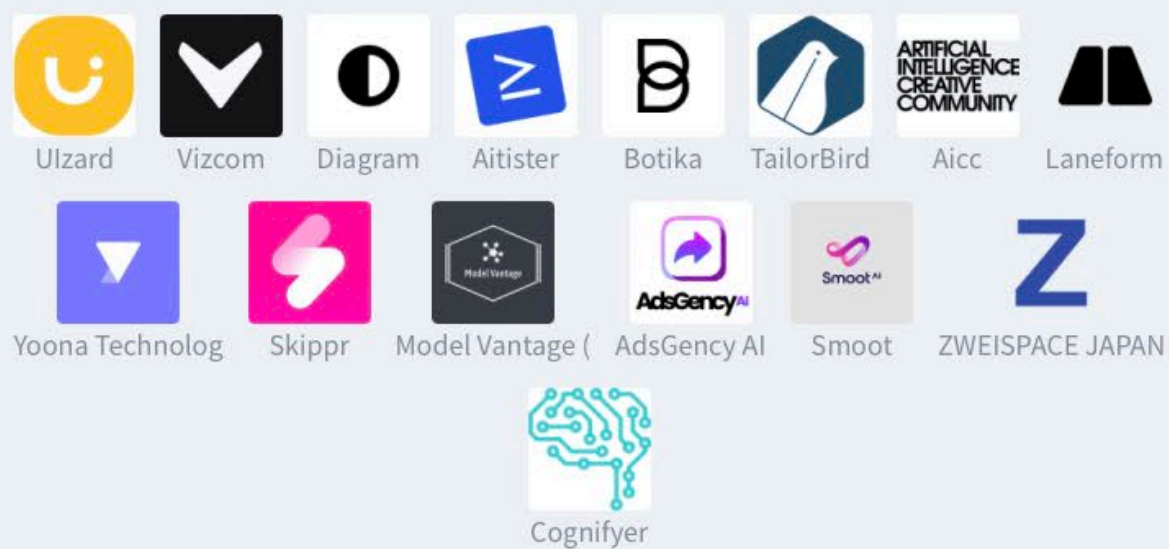 UIzard
Vizcom
Diagram
Aitister
Botika
TailorBird
ARTIFICIAL
INTELLIGENCE
CREATIVE
COMMUNITY
Aicc
Laneform
Yoona Technolog
Skippr
Model Vantage
Model Vantage (
AdsGency AI
AdsGency AI
Smoot AI
Smoot
Z
ZWEISPACE JAPAN
Cognifyer